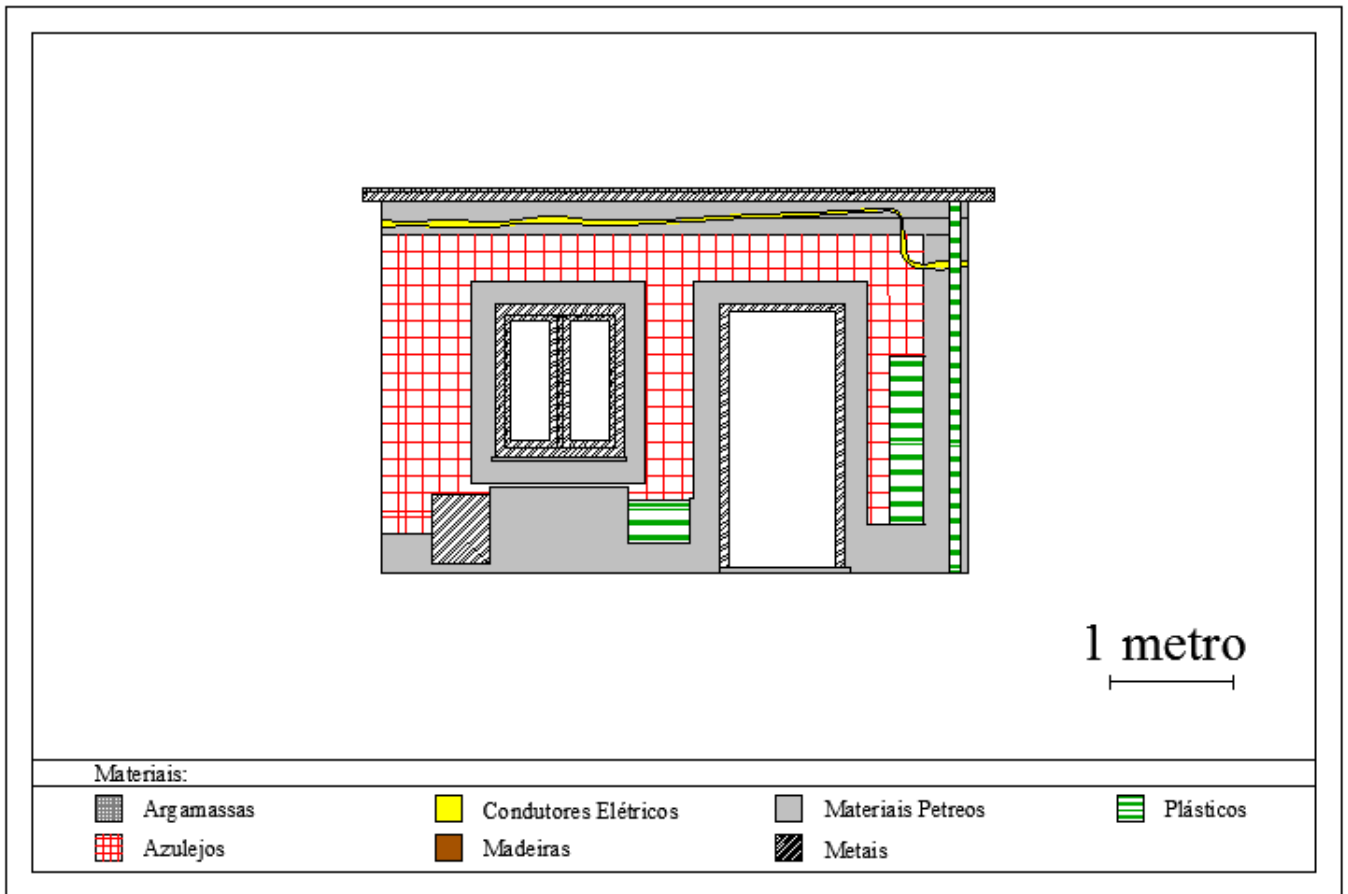 1 metro
Materiais:
Argamassas
Condutores Elétricos
Materiais Petreos
Plásticos
Azulejos
Madeiras
Metais